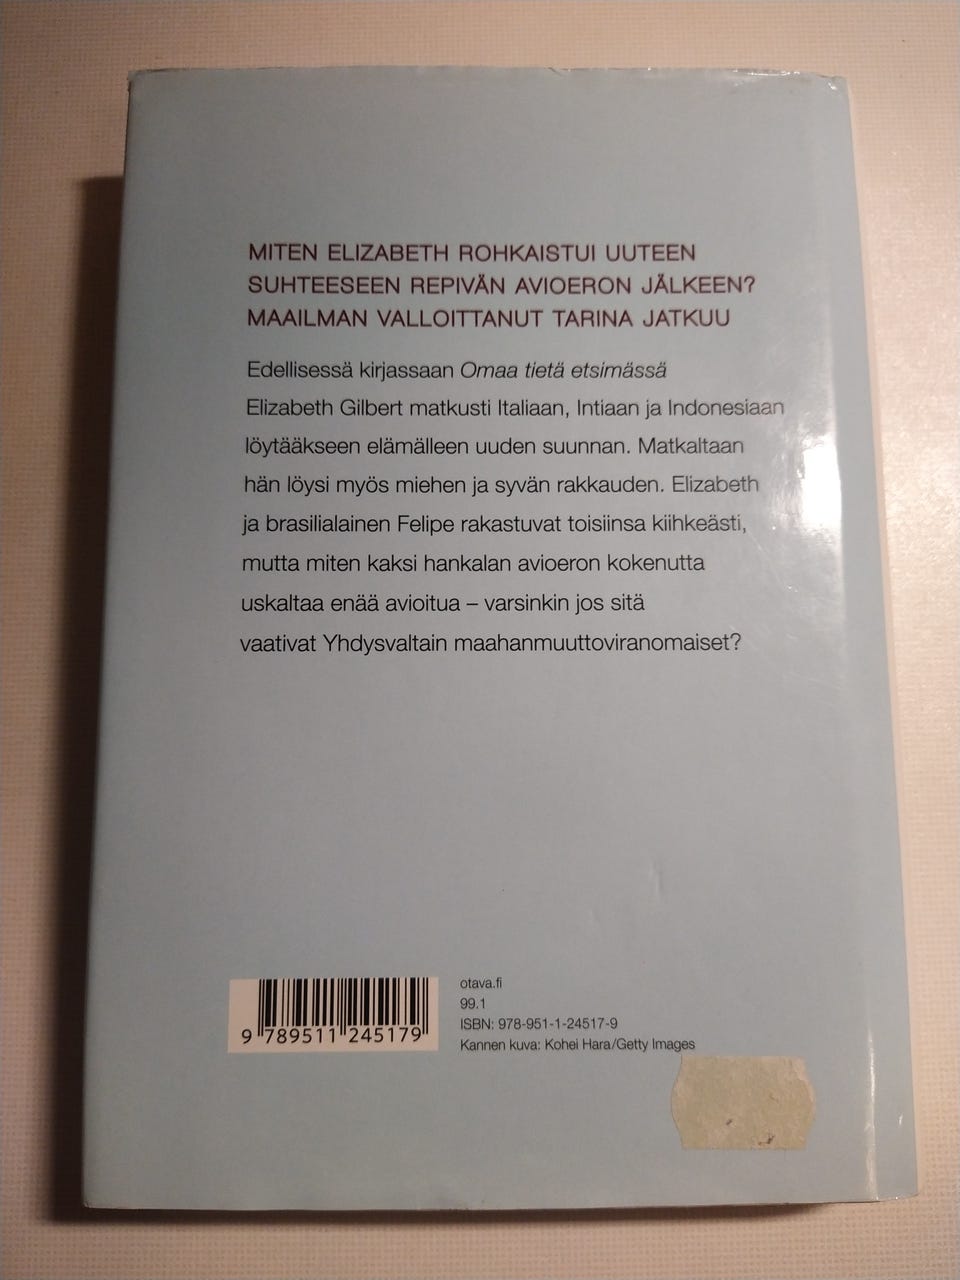 MITEN ELIZABETH ROHKAISTUI UUTEEN
SUHTEESEEN REPIVÄN AVIOERON JÄLKEEN?
MAAILMAN VALLOITTANUT TARINA JATKUU
Edellisessä kirjassaan Omaa tietä etsimässä
Elizabeth Gilbert matkusti Italiaan, Intiaan ja Indonesiaan
löytääkseen elämälleen uuden suunnan. Matkaltaan
hän löysi myös miehen ja syvän rakkauden. Elizabeth
ja brasilialainen Felipe rakastuvat toisiinsa kiihkeästi,
mutta miten kaksi hankalan avioeron kokenutta
uskaltaa enää avioitua – varsinkin jos sitä
vaativat Yhdysvaltain maahanmuuttoviranomaiset?
otava.fi
99.1
ISBN: 978-951-1-24517-9
Kannen kuva: Kohei Hara/Getty Images
9 789511 245179